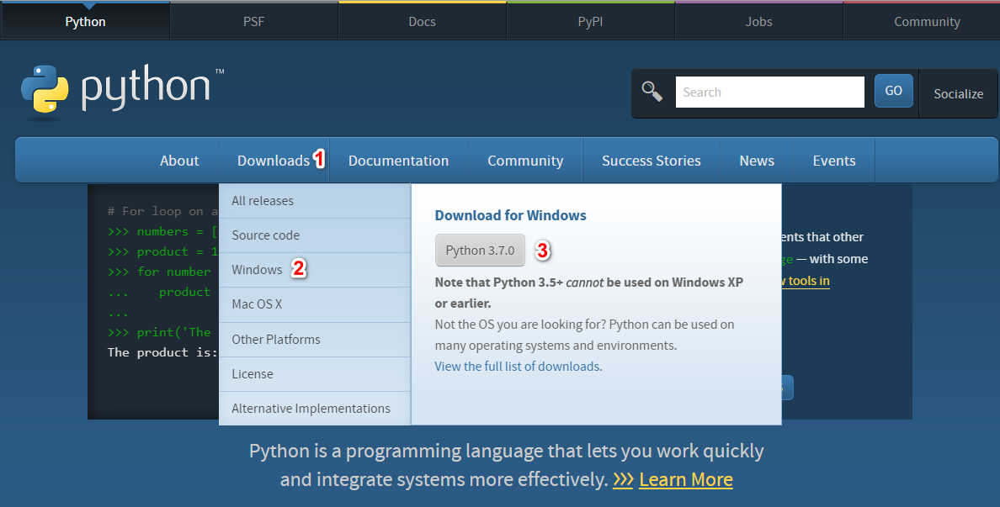 Python
PSF
Docs
PyPI
Jobs
Community
python™
Search
GO
Socialize
About
Downloads 1
Documentation
Community
Success Stories
News
Events
# For loop on a
>>> numbers = [
>>> product = 1
>>> for number
... product
...
>>> print('The
The product is:
All releases
Source code
Windows 2
Mac OS X
Other Platforms
License
Alternative Implementations
Download for Windows
Python 3.7.0 3
Note that Python 3.5+ cannot be used on Windows XP
or earlier.
Not the OS you are looking for? Python can be used on
many operating systems and environments.
View the full list of downloads.
that other
— with some
tools in
Python is a programming language that lets you work quickly
and integrate systems more effectively. >>> Learn More